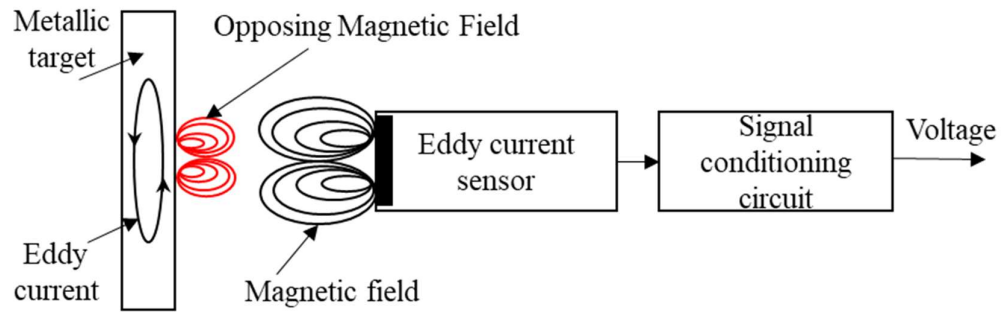 Metallic
target
Opposing Magnetic Field
Eddy current
sensor
Signal
conditioning
circuit
Voltage
Eddy
current
Magnetic field